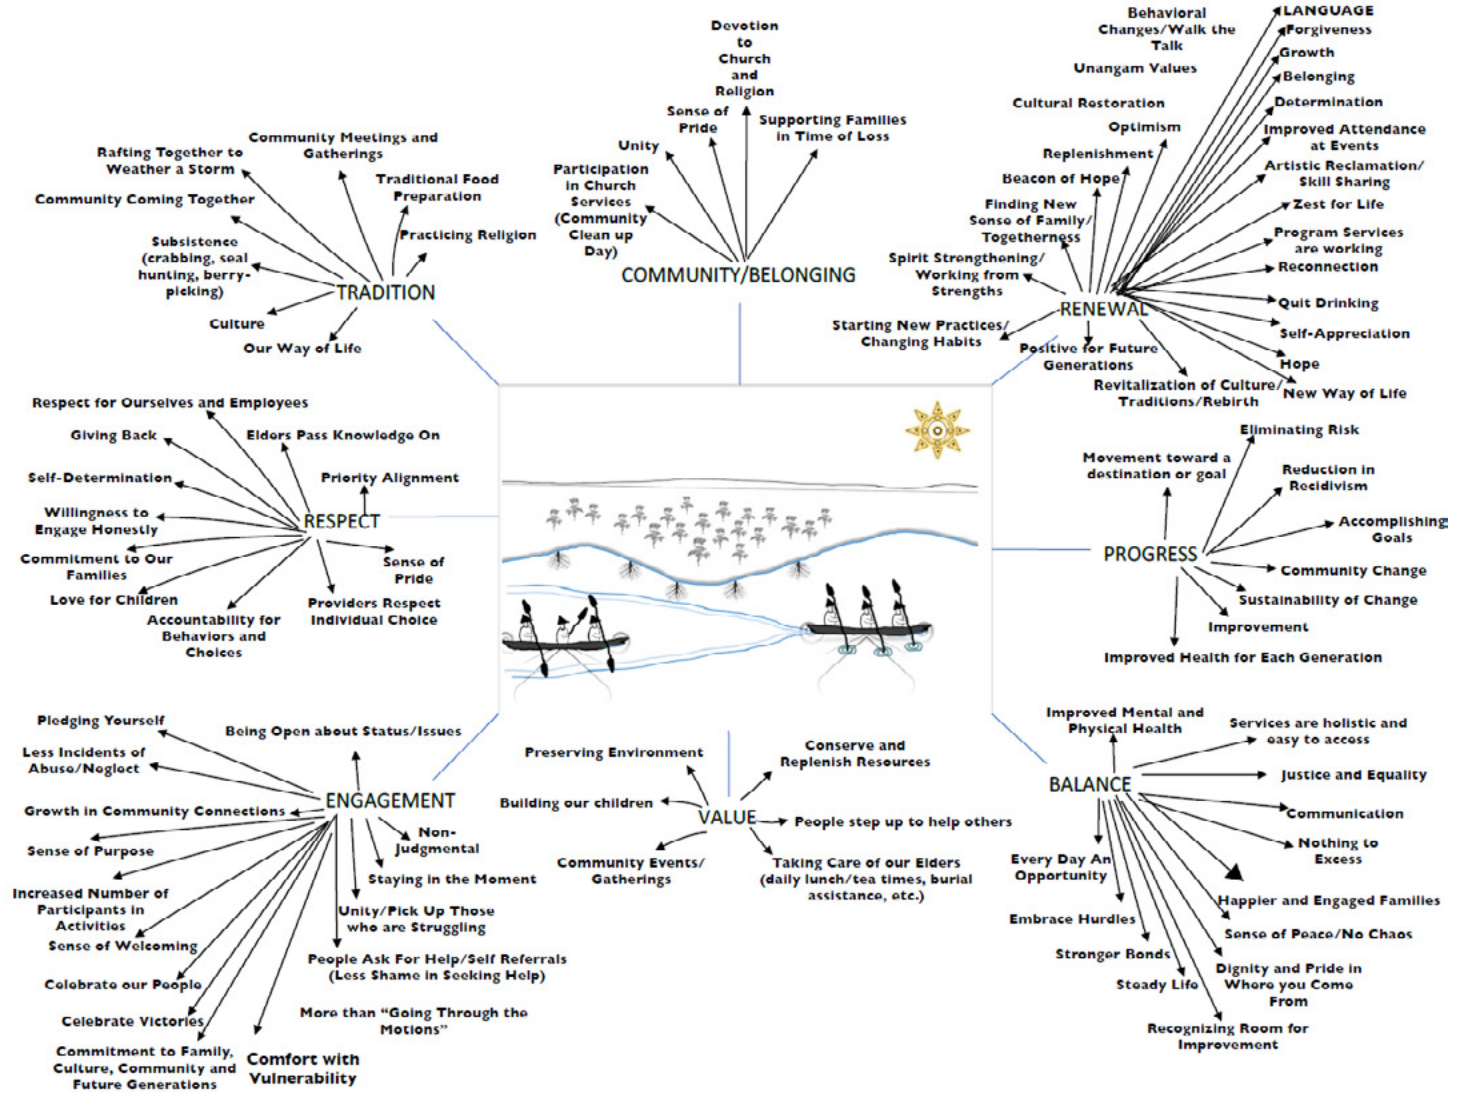 Devotion
to
Church
and
Religion
Sense of
Pride
Supporting Families
in Time of Loss
Unity
Participation
in Church
Services
(Community
Clean up
Day)
COMMUNITY/BELONGING
Community Meetings and
Gatherings
Rafting Together to
Weather a Storm
Traditional Food
Preparation
Community Coming Together
Practicing Religion
Subsistence
(crabbing, seal
hunting, berry-
picking)
TRADITION
Culture
Our Way of Life
Behavioral
Changes/Walk the
Talk
Unangam Values
Cultural Restoration
Optimism
Replenishment
Beacon of Hope
Finding New
Sense of Family/
Togetherness
Spirit Strengthening/
Working from
Strengths
Starting New Practices/
Changing Habits
RENEWAL
Positive for Future
Generations
Revitalization of Culture/
Traditions/Rebirth
LANGUAGE
Forgiveness
Growth
Belonging
Determination
Improved Attendance
at Events
Artistic Reclamation/
Skill Sharing
Zest for Life
Program Services
are working
Reconnection
Quit Drinking
Self-Appreciation
Hope
New Way of Life
Respect for Ourselves and Employees
Giving Back
Elders Pass Knowledge On
Self-Determination
Priority Alignment
Willingness to
Engage Honestly
RESPECT
Commitment to Our
Families
Sense of
Pride
Love for Children
Accountability for
Behaviors and
Choices
Providers Respect
Individual Choice
Eliminating Risk
Movement toward a
destination or goal
Reduction in
Recidivism
Accomplishing
Goals
PROGRESS
Community Change
Sustainability of Change
Improvement
Improved Health for Each Generation
Pledging Yourself
Being Open about Status/Issues
Less Incidents of
Abuse/Neglect
ENGAGEMENT
Growth in Community Connections
Non-
Judgmental
Sense of Purpose
Staying in the Moment
Increased Number of
Participants in
Activities
Unity/Pick Up Those
who are Struggling
Sense of Welcoming
People Ask For Help/Self Referrals
(Less Shame in Seeking Help)
Celebrate our People
Celebrate Victories
More than “Going Through the
Motions”
Commitment to Family,
Culture, Community and
Future Generations
Comfort with
Vulnerability
Preserving Environment
Conserve and
Replenish Resources
Building our children
VALUE
People step up to help others
Community Events/
Gatherings
Taking Care of our Elders
(daily lunch/tea times, burial
assistance, etc.)
Improved Mental and
Physical Health
Services are holistic and
easy to access
BALANCE
Justice and Equality
Communication
Nothing to
Excess
Every Day An
Opportunity
Happier and Engaged Families
Embrace Hurdles
Sense of Peace/No Chaos
Stronger Bonds
Dignity and Pride in
Where you Come
From
Steady Life
Recognizing Room for
Improvement